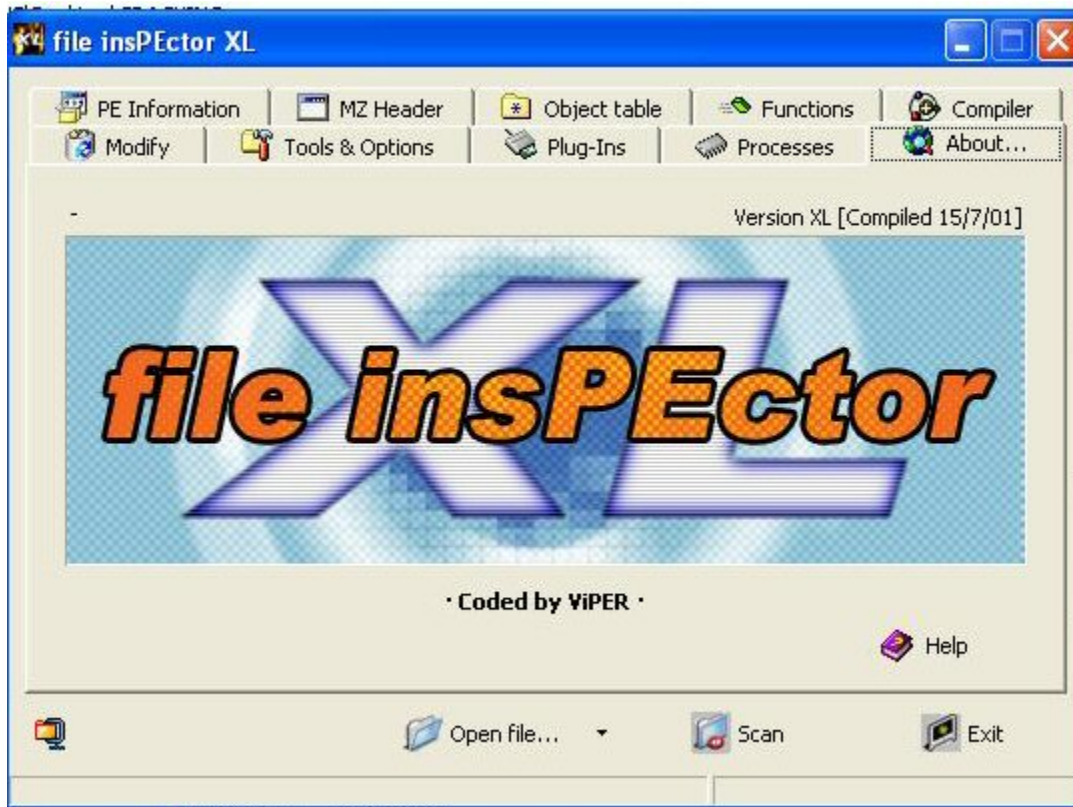 file insPEctor XL
PE Information MZ Header Object table Functions Compiler
Modify Tools & Options Plug-Ins Processes About...
- Version XL [Compiled 15/7/01]
XL
file insPEctor
· Coded by ViPER ·
Help
Open file... Scan Exit